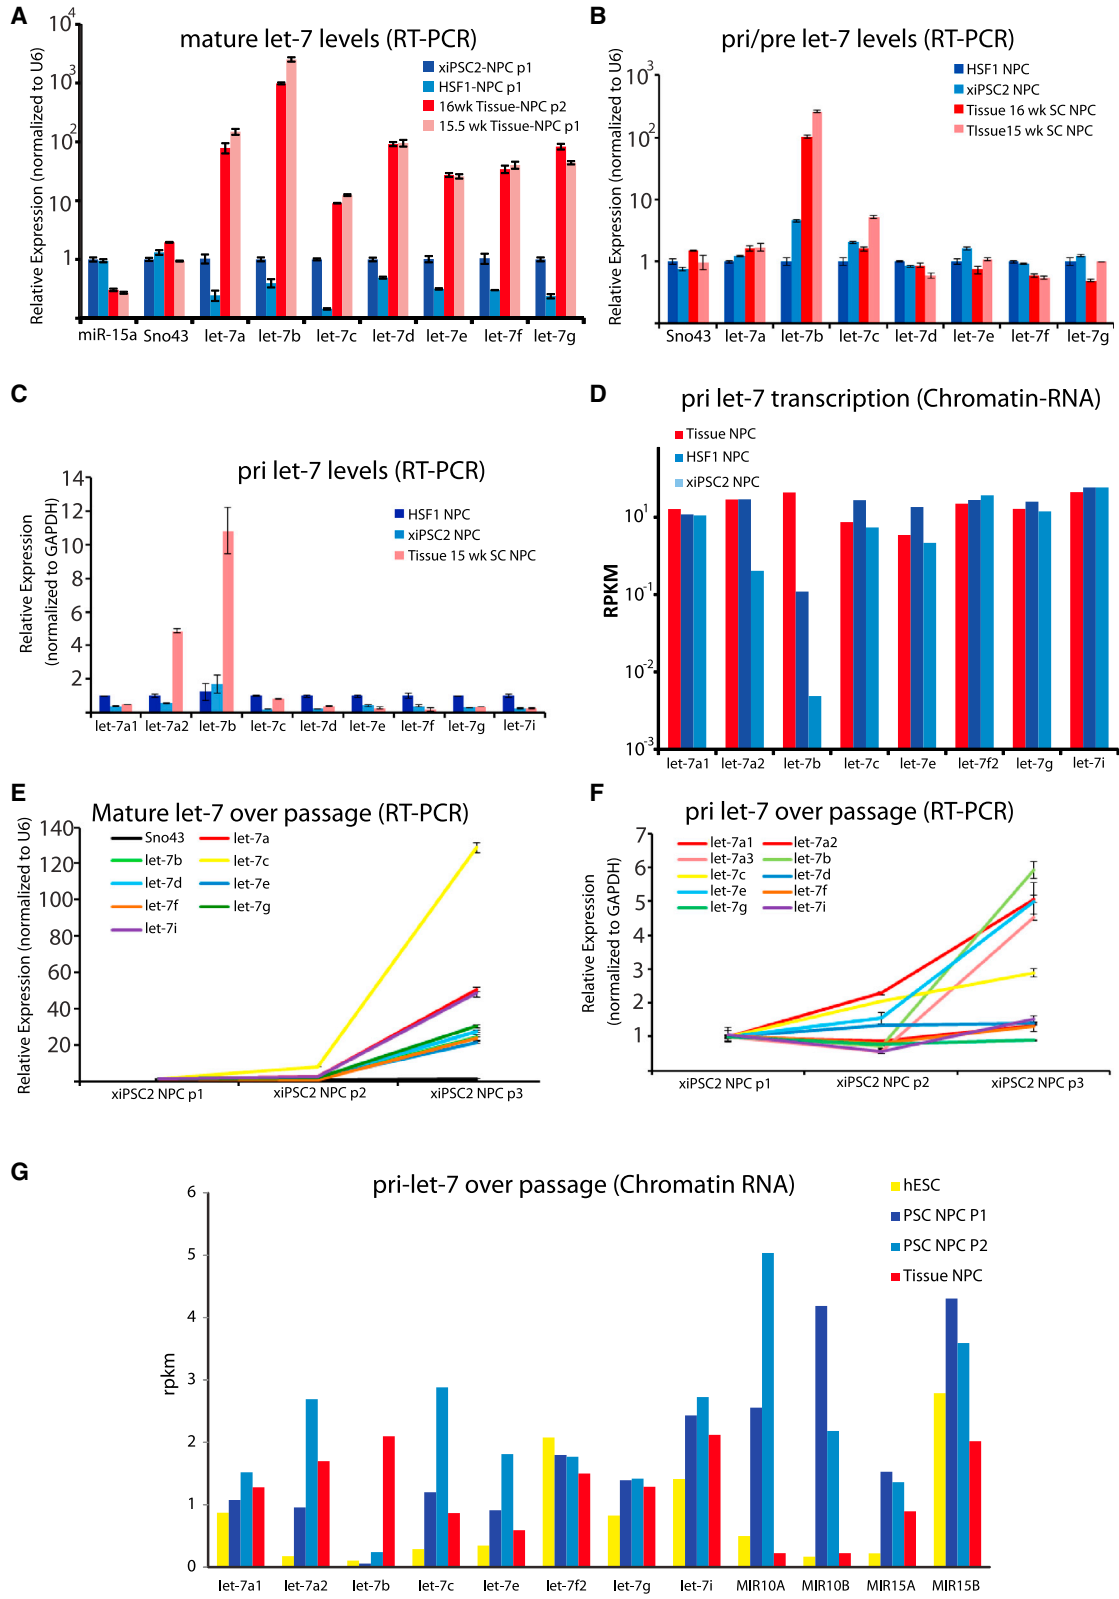 A
mature let-7 levels (RT-PCR)
Relative Expression (normalized to U6)
10⁴
10³
10²
10
1
xiPSC2-NPC p1
HSF1-NPC p1
16wk Tissue-NPC p2
15.5 wk Tissue-NPC p1
miR-15a Sno43 let-7a let-7b let-7c let-7d let-7e let-7f let-7g
B
pri/pre let-7 levels (RT-PCR)
Relative Expression (normalized to U6)
10³
10²
10
1
HSF1 NPC
xiPSC2 NPC
Tissue 16 wk SC NPC
TIssue15 wk SC NPC
Sno43 let-7a let-7b let-7c let-7d let-7e let-7f let-7g
C
pri let-7 levels (RT-PCR)
Relative Expression
(normalized to GAPDH)
14
12
10
8
6
4
2
HSF1 NPC
xiPSC2 NPC
Tissue 15 wk SC NPC
let-7a1 let-7a2 let-7b let-7c let-7d let-7e let-7f let-7g let-7i
D
pri let-7 transcription (Chromatin-RNA)
Tissue NPC
HSF1 NPC
xiPSC2 NPC
RPKM
10¹
10⁻¹
10⁻²
10⁻³
let-7a1 let-7a2 let-7b let-7c let-7e let-7f2 let-7g let-7i
E
Mature let-7 over passage (RT-PCR)
Relative Expression (normalized to U6)
140
120
100
80
60
40
20
Sno43 let-7a
let-7b let-7c
let-7d let-7e
let-7f let-7g
let-7i
xiPSC2 NPC p1 xiPSC2 NPC p2 xiPSC2 NPC p3
F
pri let-7 over passage (RT-PCR)
Relative Expression
(normalized to GAPDH)
7
6
5
4
3
2
1
let-7a1 let-7a2
let-7a3 let-7b
let-7c let-7d
let-7e let-7f
let-7g let-7i
xiPSC2 NPC p1 xiPSC2 NPC p2 xiPSC2 NPC p3
G
pri-let-7 over passage (Chromatin RNA)
rpkm
6
5
4
3
2
1
0
hESC
PSC NPC P1
PSC NPC P2
Tissue NPC
let-7a1 let-7a2 let-7b let-7c let-7e let-7f2 let-7g let-7i MIR10A MIR10B MIR15A MIR15B